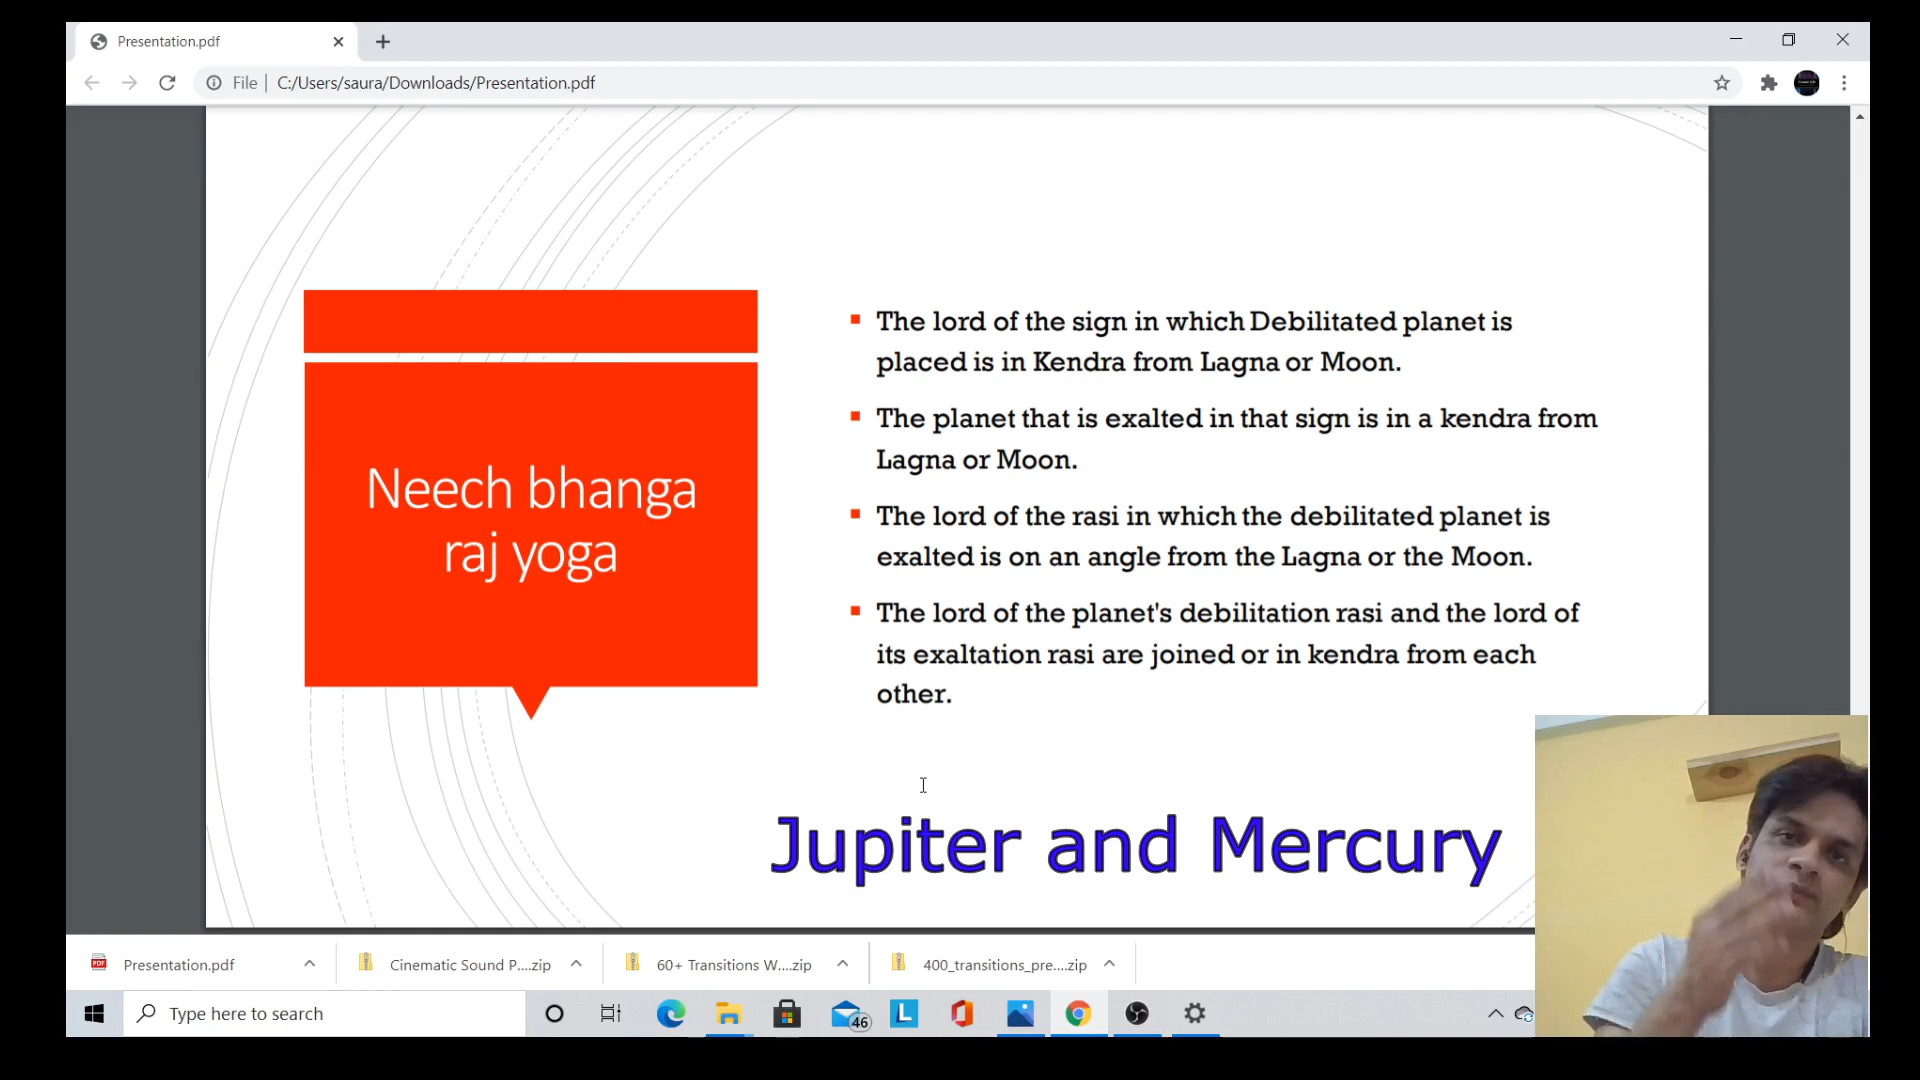 Presentation.pdf
File | C:/Users/saura/Downloads/Presentation.pdf
Neech bhanga
raj yoga
The lord of the sign in which Debilitated planet is
placed is in Kendra from Lagna or Moon.
The planet that is exalted in that sign is in a kendra from
Lagna or Moon.
The lord of the rasi in which the debilitated planet is
exalted is on an angle from the Lagna or the Moon.
The lord of the planet's debilitation rasi and the lord of
its exaltation rasi are joined or in kendra from each
other.
Jupiter and Mercury
PDF Presentation.pdf
Cinematic Sound P....zip
60+ Transitions W....zip
400_transitions_pre....zip
Type here to search
46
L